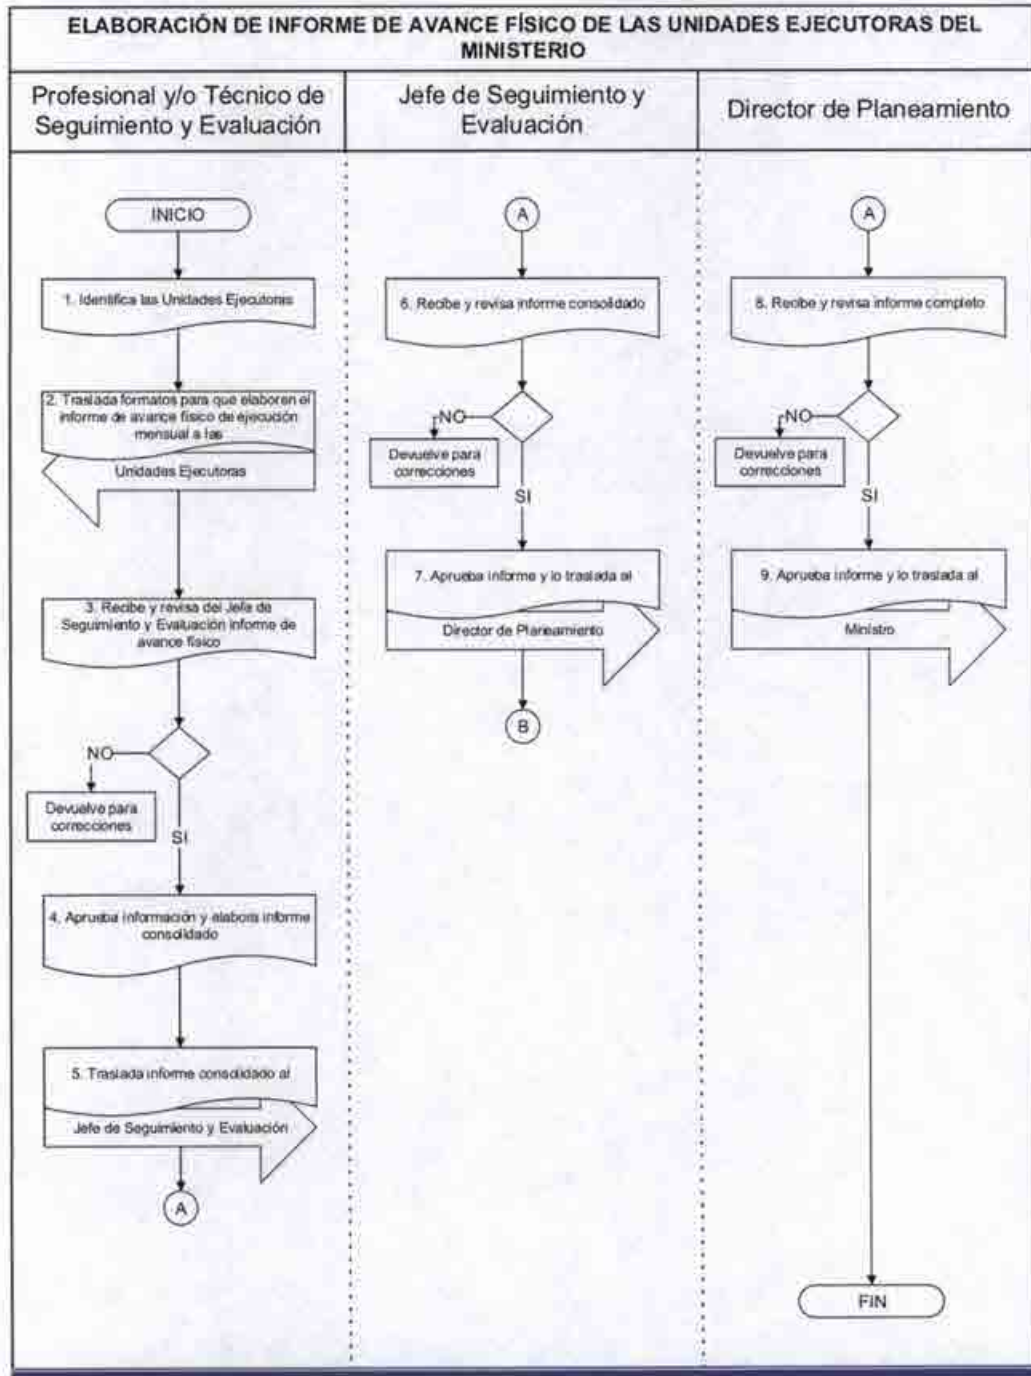 ELABORACIÓN DE INFORME DE AVANCE FÍSICO DE LAS UNIDADES EJECUTORAS DEL
MINISTERIO
Profesional y/o Técnico de
Seguimiento y Evaluación
INICIO
1. Identifica las Unidades Ejecutoras
2. Traslada formatos para que elaboren el
informe de avance físico de ejecución
mensual a las
Unidades Ejecutoras
3. Recibe y revisa del Jefe de
Seguimiento y Evaluación informe de
avance físico
NO
Devuelve para
correcciones
SI
4. Aprueba información y elabora informe
consolidado
5. Traslada informe consolidado al
Jefe de Seguimiento y Evaluación
A
Jefe de Seguimiento y
Evaluación
A
6. Recibe y revisa informe consolidado
NO
Devuelve para
correcciones
SI
7. Aprueba informe y lo traslada al
Director de Planeamiento
B
Director de Planeamiento
A
8. Recibe y revisa informe completo
NO
Devuelve para
correcciones
SI
9. Aprueba informe y lo traslada al
Ministro
FIN